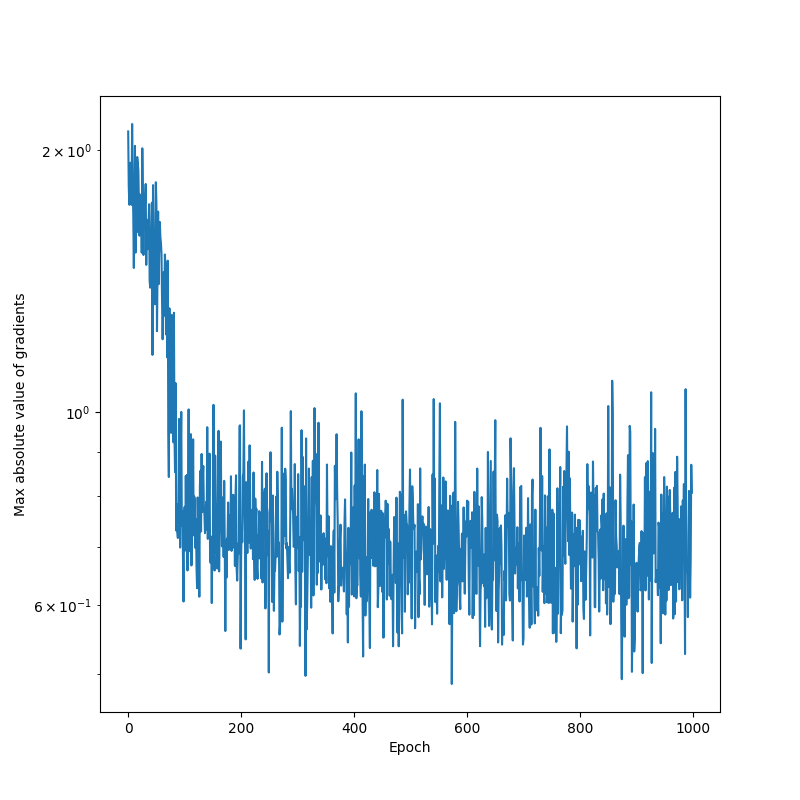 Max absolute value of gradients
2 × 10⁰
10⁰
6 × 10⁻¹
0 200 400 600 800 1000
Epoch